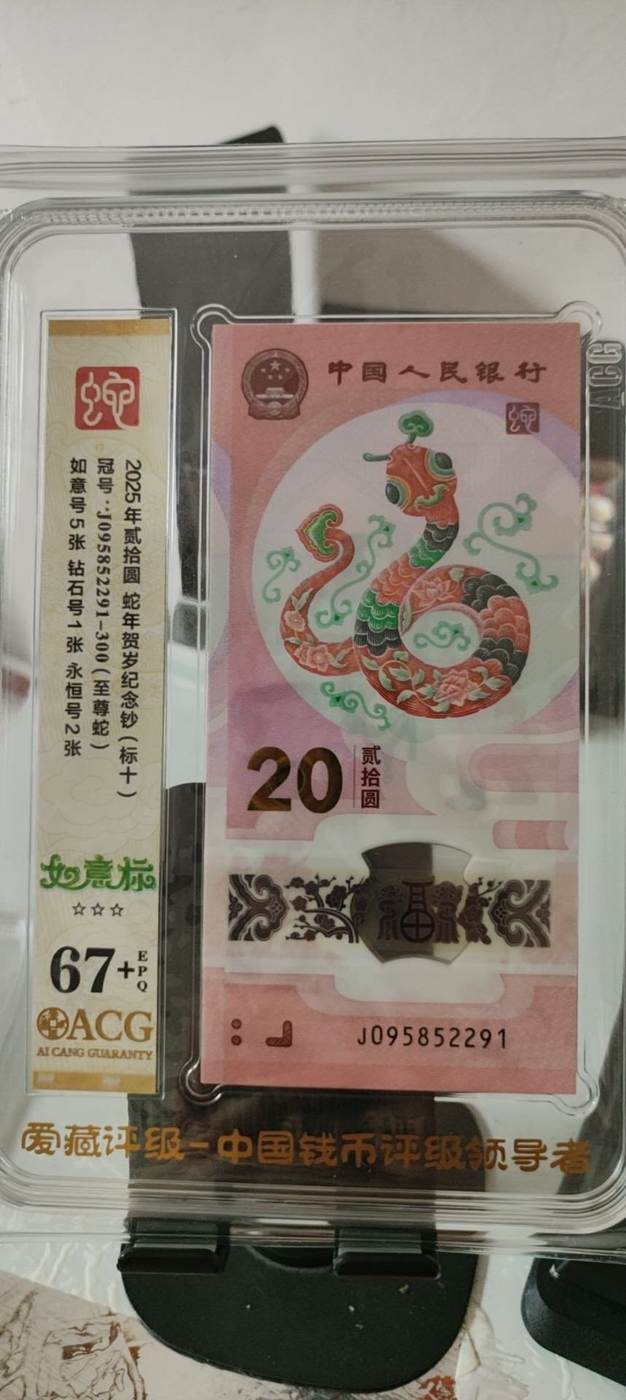 蛇
2025年贰拾圆 蛇年贺岁纪念钞(标十)
冠号:J095852291-300(至尊蛇)
如意号5张 钻石号1张 永恒号2张
如意标
☆☆☆
67+
EPQ
ACG
AI CANG GUARANTY
中国人民银行
蛇
20
贰拾圆
福
J095852291
ACG
爱藏评级-中国钱币评级领导者